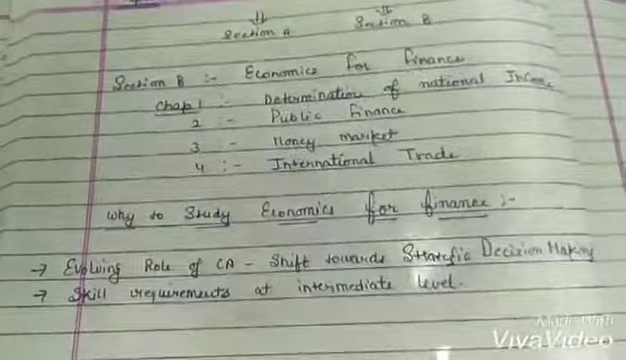 Section A Section B
Section B :- Economics for Finance
Chap 1 :- Determination of national Income
2 :- Public Finance
3 - Money market
4 :- International Trade
Why to Study Economics for finance :-
→ Evolving Role of CA - Shift towards Strategic Decision Making
→ Skill requirements at intermediate level.
Made With
VivaVideo